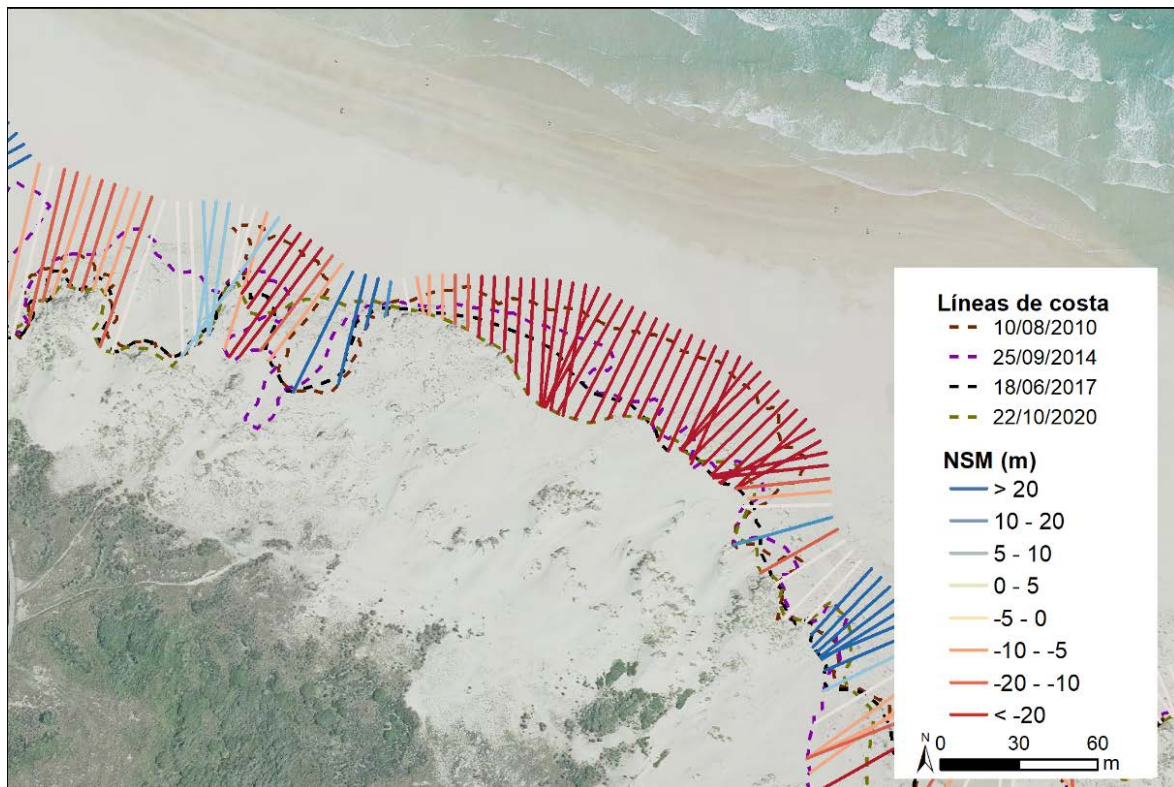 Líneas de costa
10/08/2010
25/09/2014
18/06/2017
22/10/2020
NSM (m)
> 20
10 - 20
5 - 10
0 - 5
-5 - 0
-10 - -5
-20 - -10
< -20
N
0 30 60
m